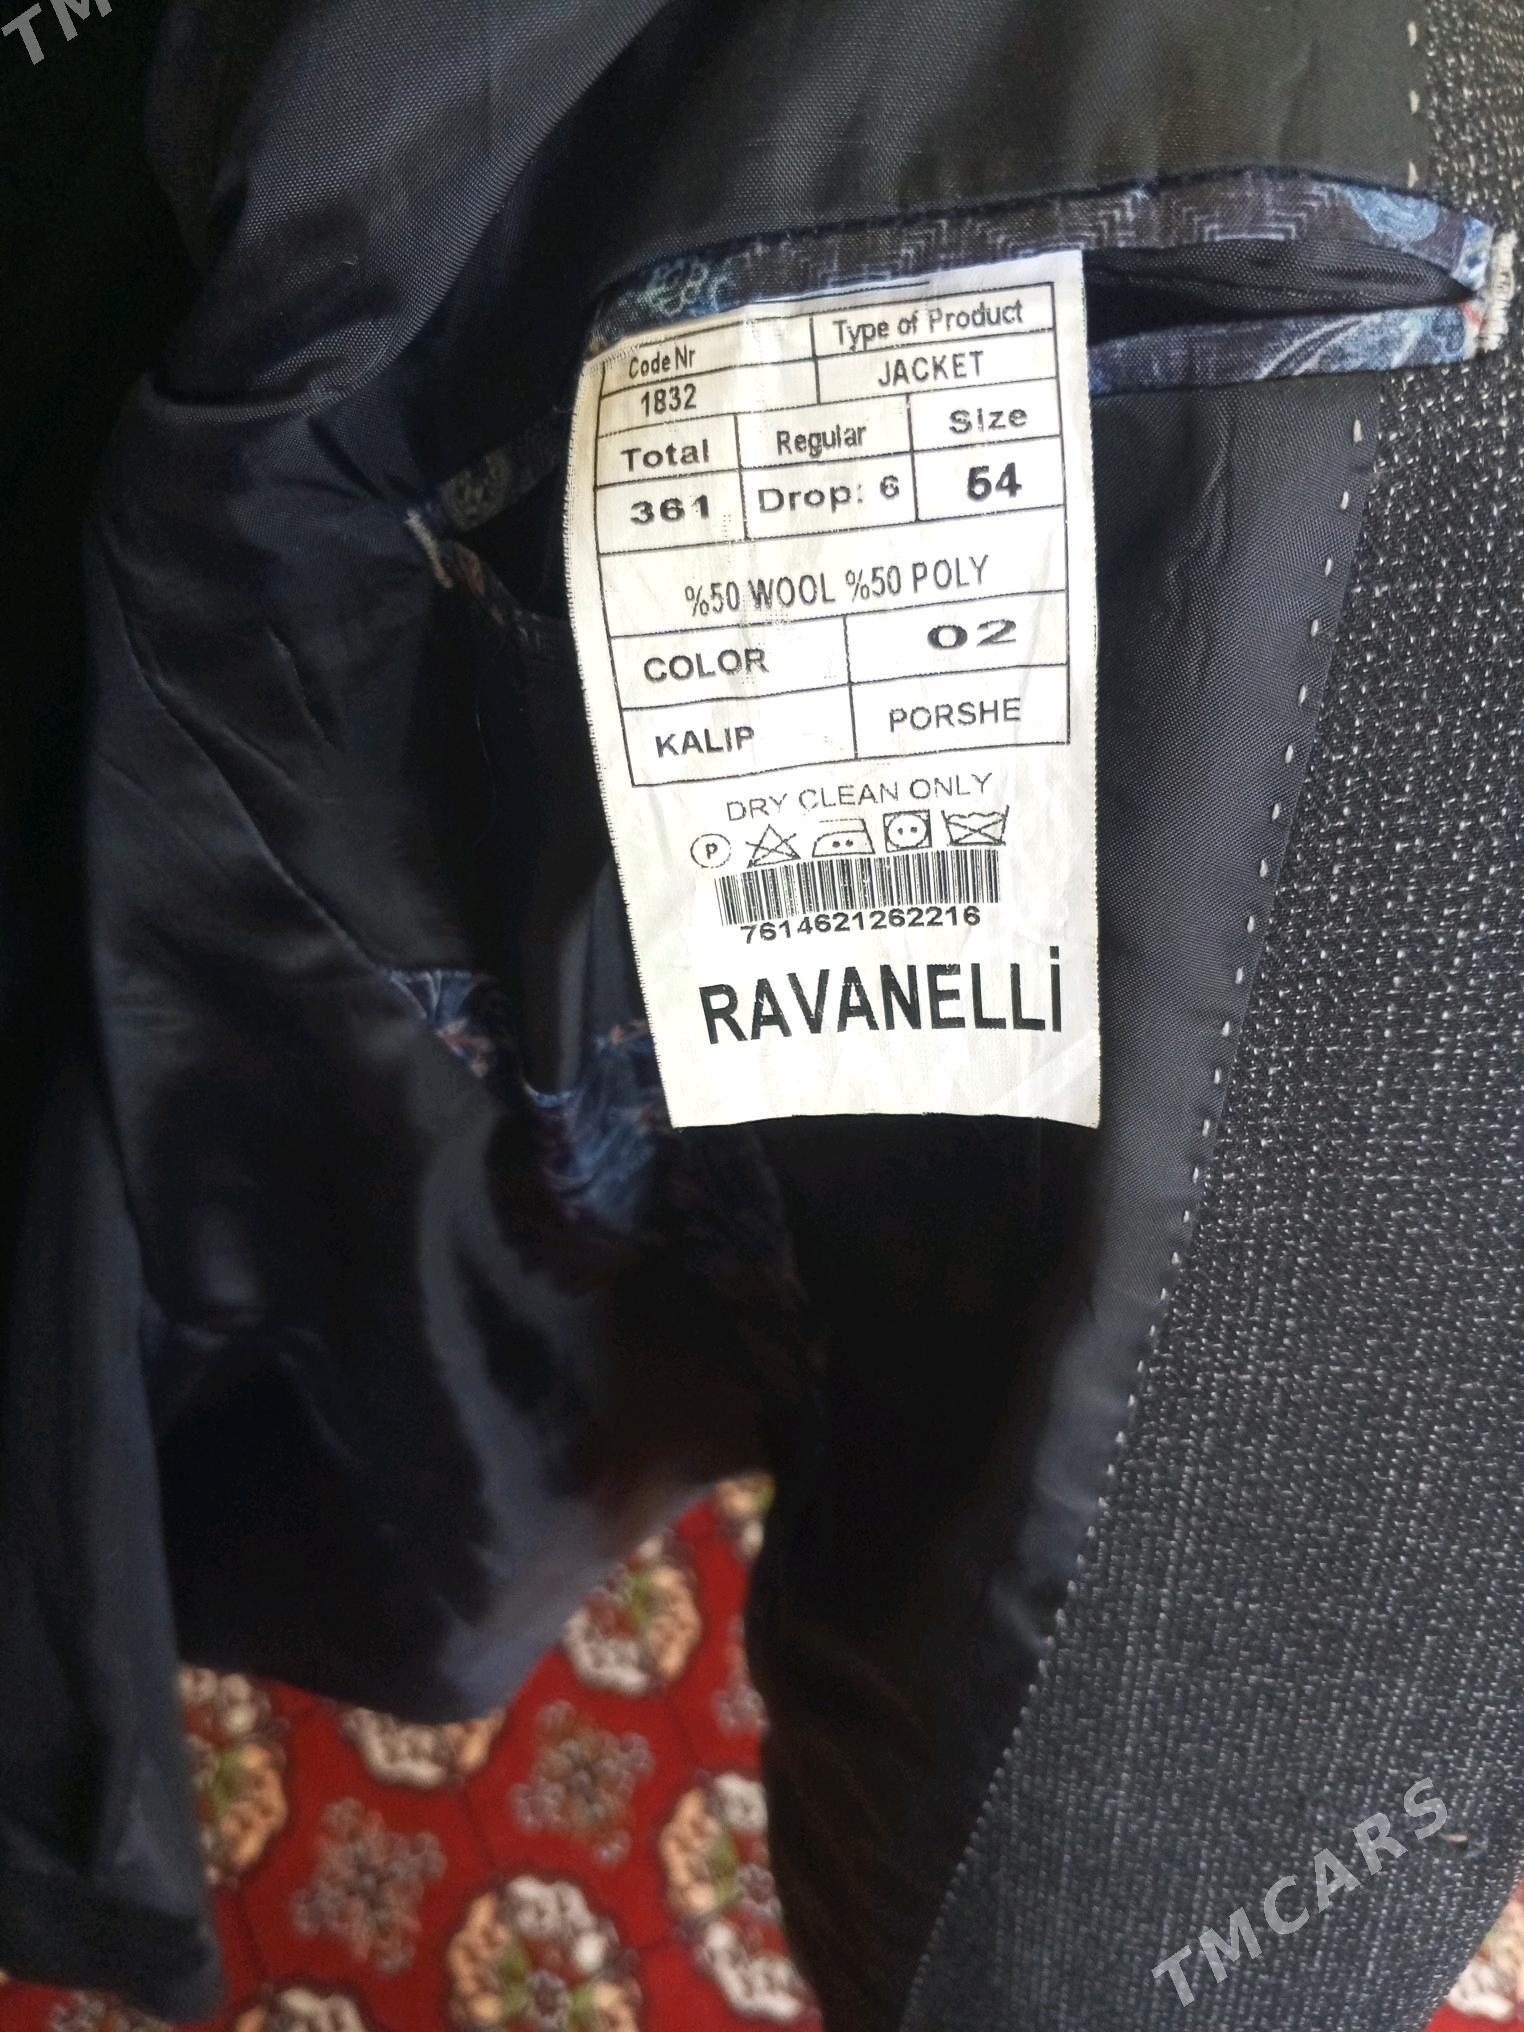 TM
Code Nr Type of Product
1832 JACKET
Total Regular Size
361 Drop: 6 54
%50 WOOL %50 POLY
COLOR 02
KALIP PORSHE
DRY CLEAN ONLY
P
7614621262216
RAVANELLİ
TMCARS